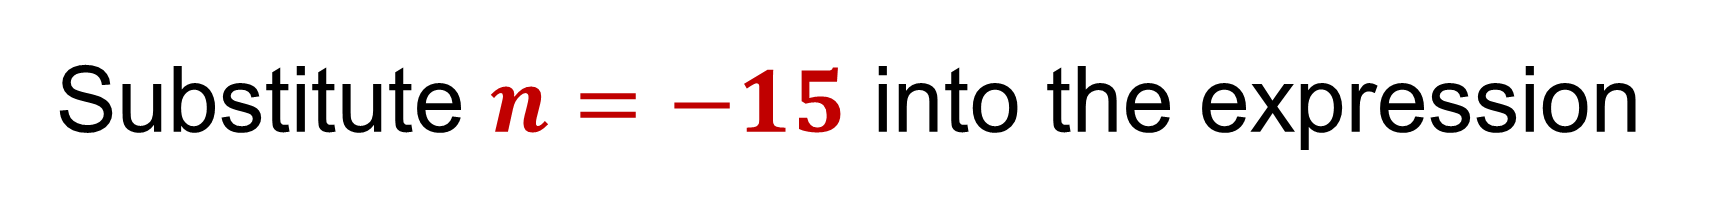 Substitute n = −15 into the expression